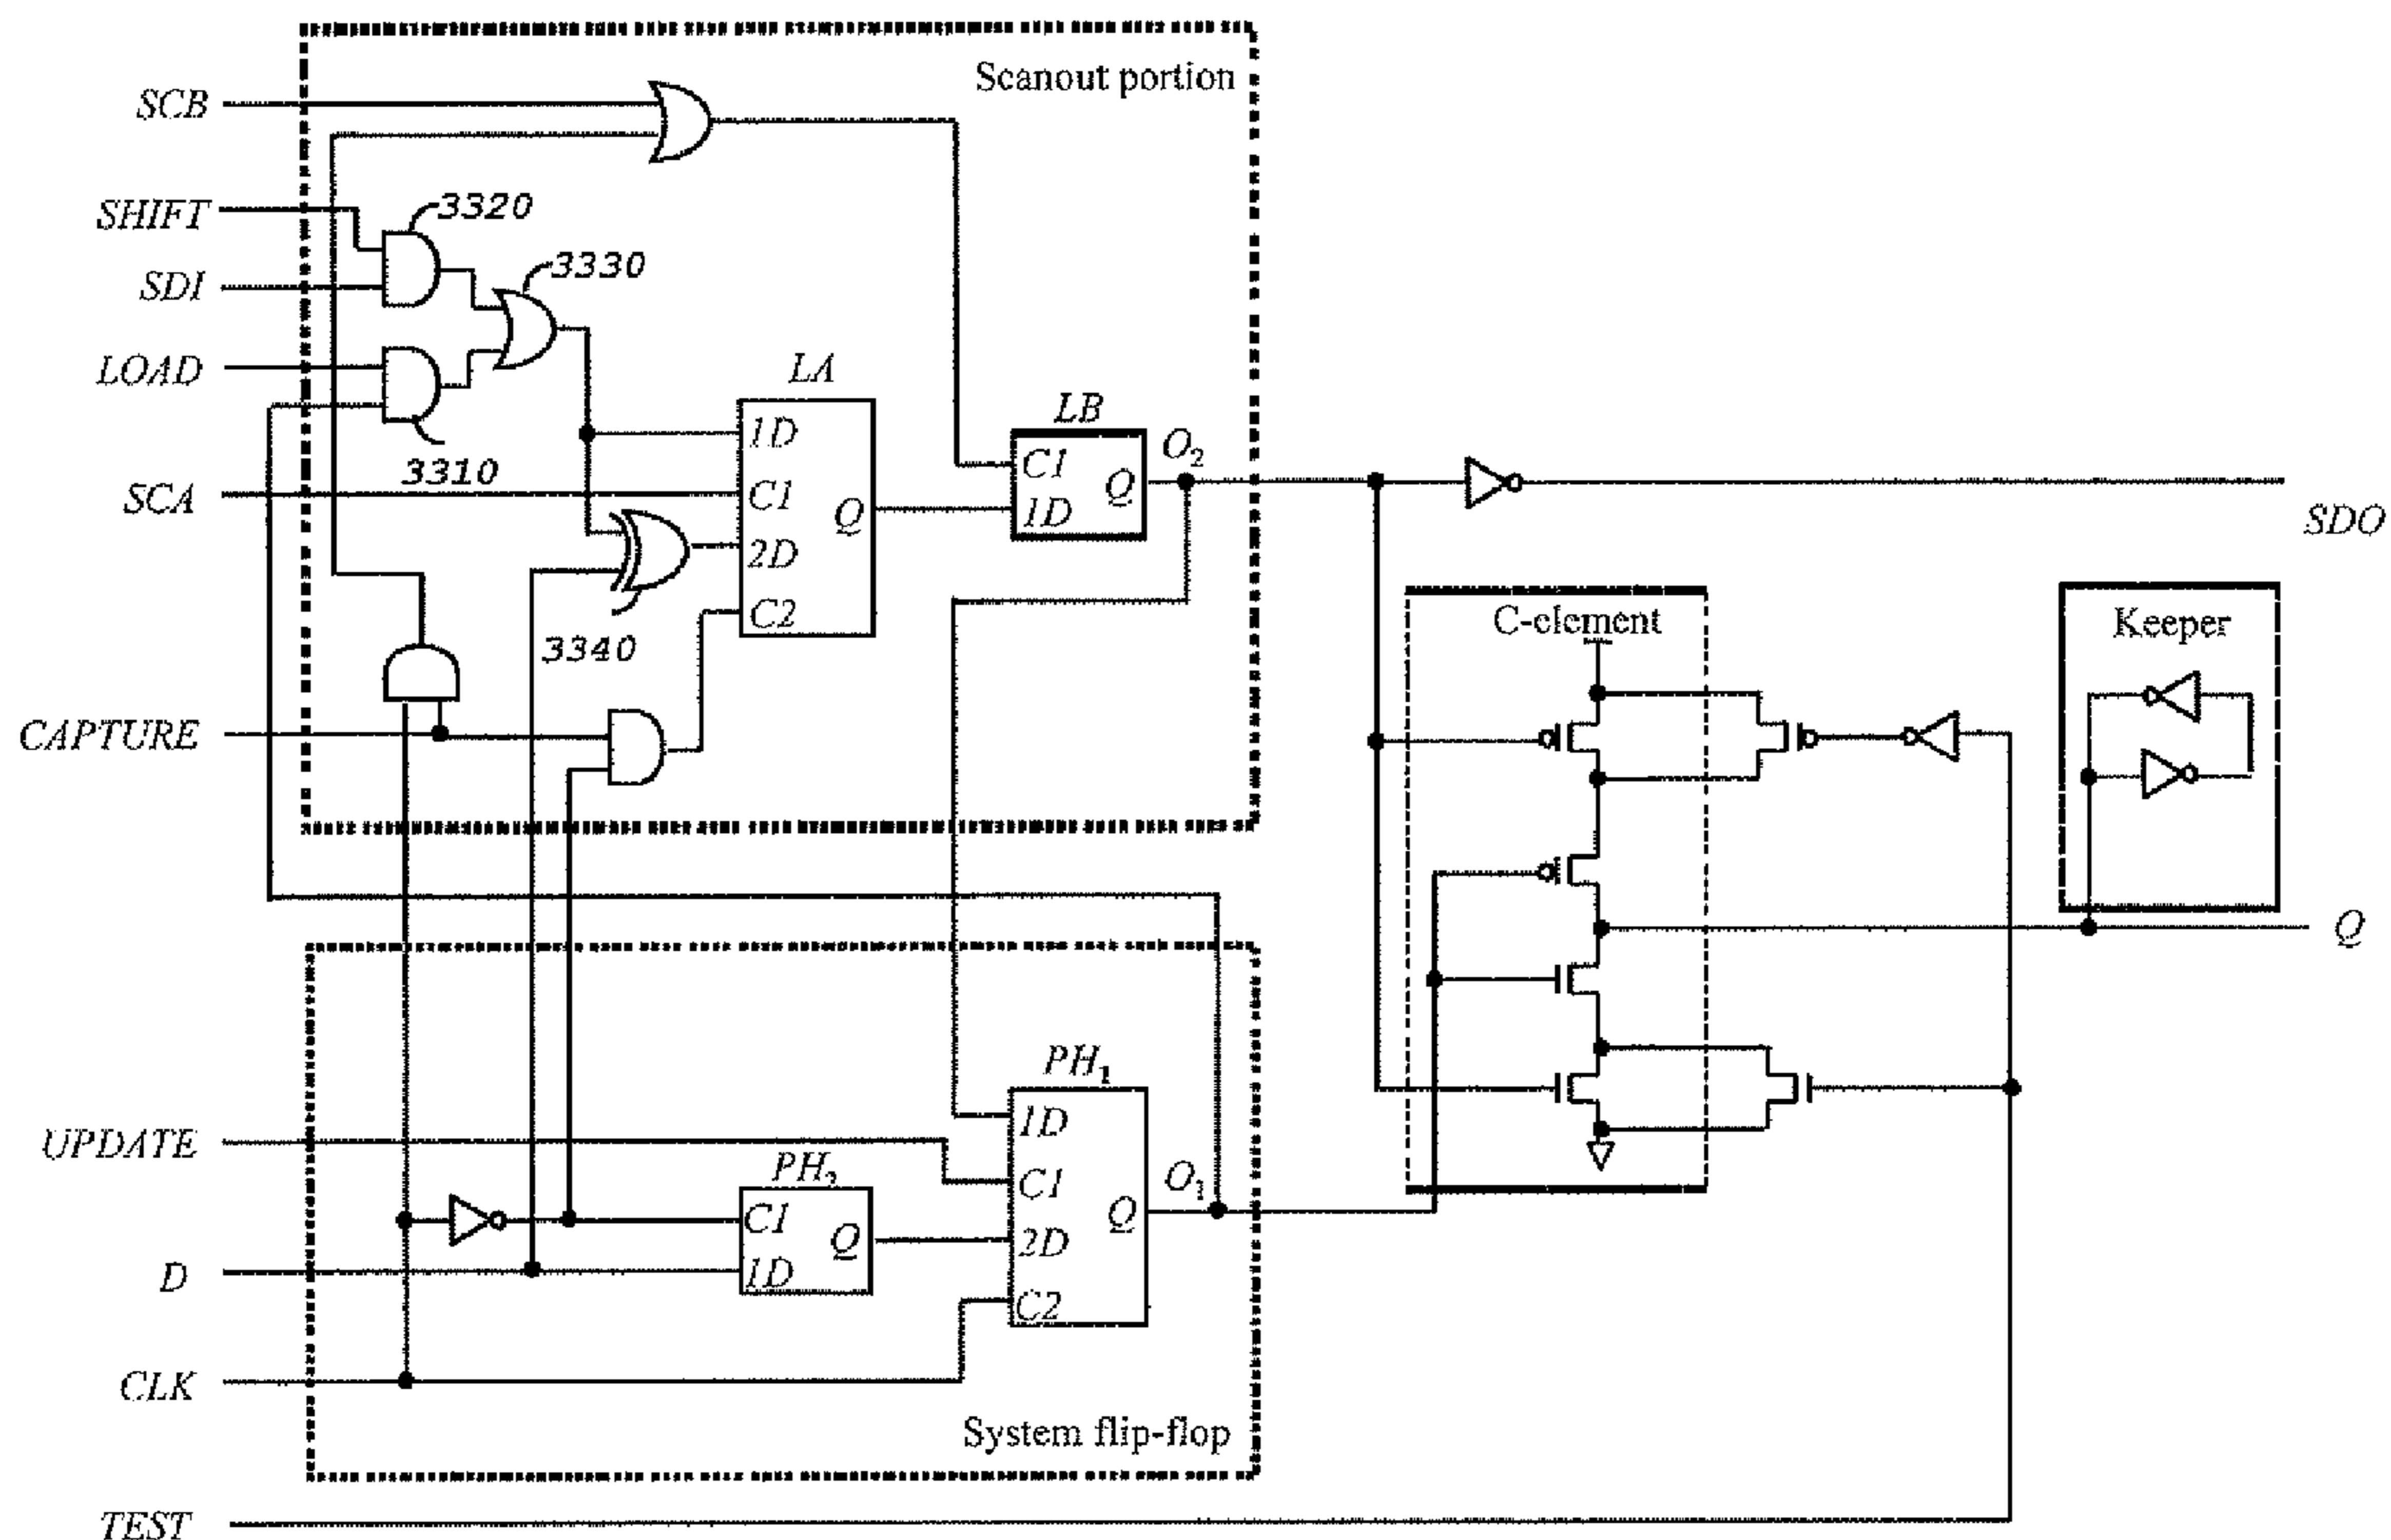 Scanout portion
SCB
SHIFT
3320
SDI
3330
LOAD
LA
1D
LB
O2
C1
Q
3310
SCA
C1
Q
1D
SDO
2D
C2
3340
C-element
Keeper
CAPTURE
Q
PH1
1D
UPDATE
PH2
C1
O1
C1
Q
Q
2D
D
1D
C2
CLK
System flip-flop
TEST